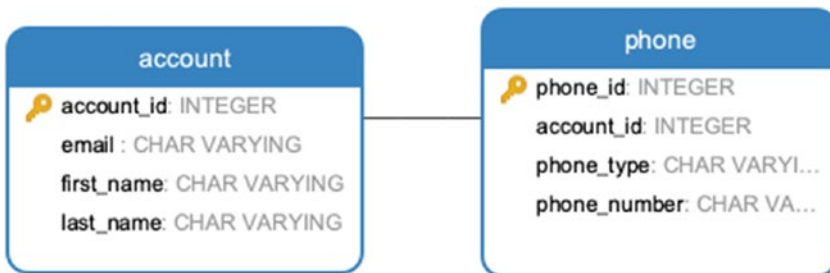 account
account_id: INTEGER
email : CHAR VARYING
first_name: CHAR VARYING
last_name: CHAR VARYING
phone
phone_id: INTEGER
account_id: INTEGER
phone_type: CHAR VARYI...
phone_number: CHAR VA...